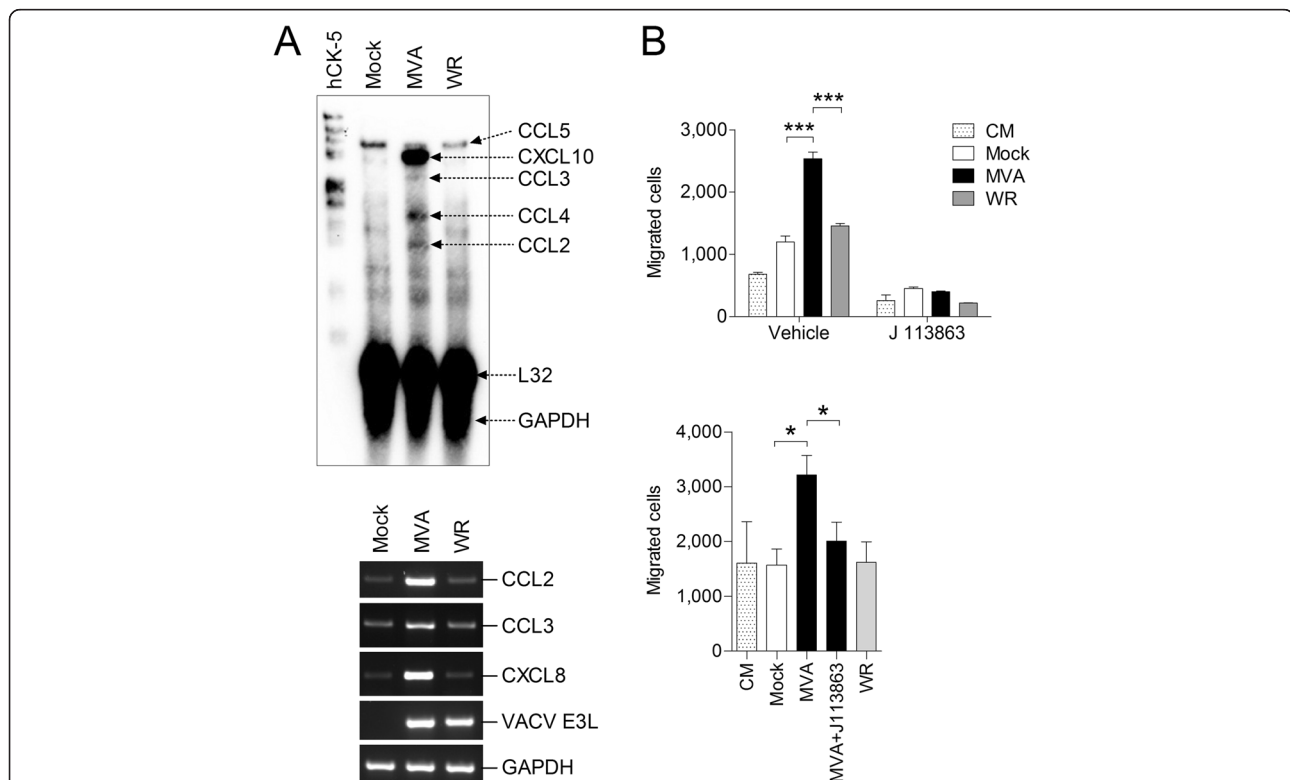 A
hCK-5
Mock
MVA
WR
CCL5
CXCL10
CCL3
CCL4
CCL2
L32
GAPDH
Mock
MVA
WR
CCL2
CCL3
CXCL8
VACV E3L
GAPDH
B
***
***
3,000
2,000
1,000
0
Migrated cells
Vehicle
J 113863
CM
Mock
MVA
WR
*
*
4,000
3,000
2,000
1,000
0
Migrated cells
CM
Mock
MVA
MVA+J113863
WR